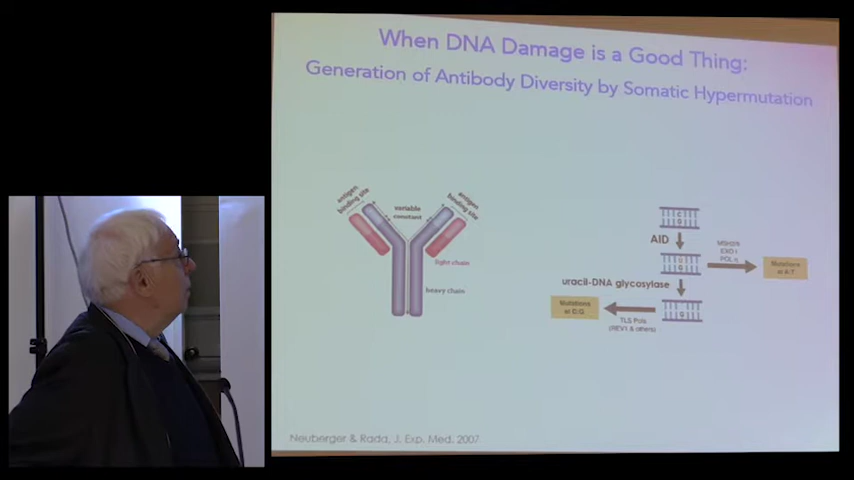 When DNA Damage is a Good Thing:
Generation of Antibody Diversity by Somatic Hypermutation
antigen
binding site
variable
constant
antigen
binding site
light chain
heavy chain
C
G
AID
U
G
MSH2/6
EXO1
POL η
Mutations
at A:T
uracil-DNA glycosylase
G
Mutations
at C/G
TLS Pols
(REV1 & others)
Neuberger & Rada, J. Exp. Med. 2007